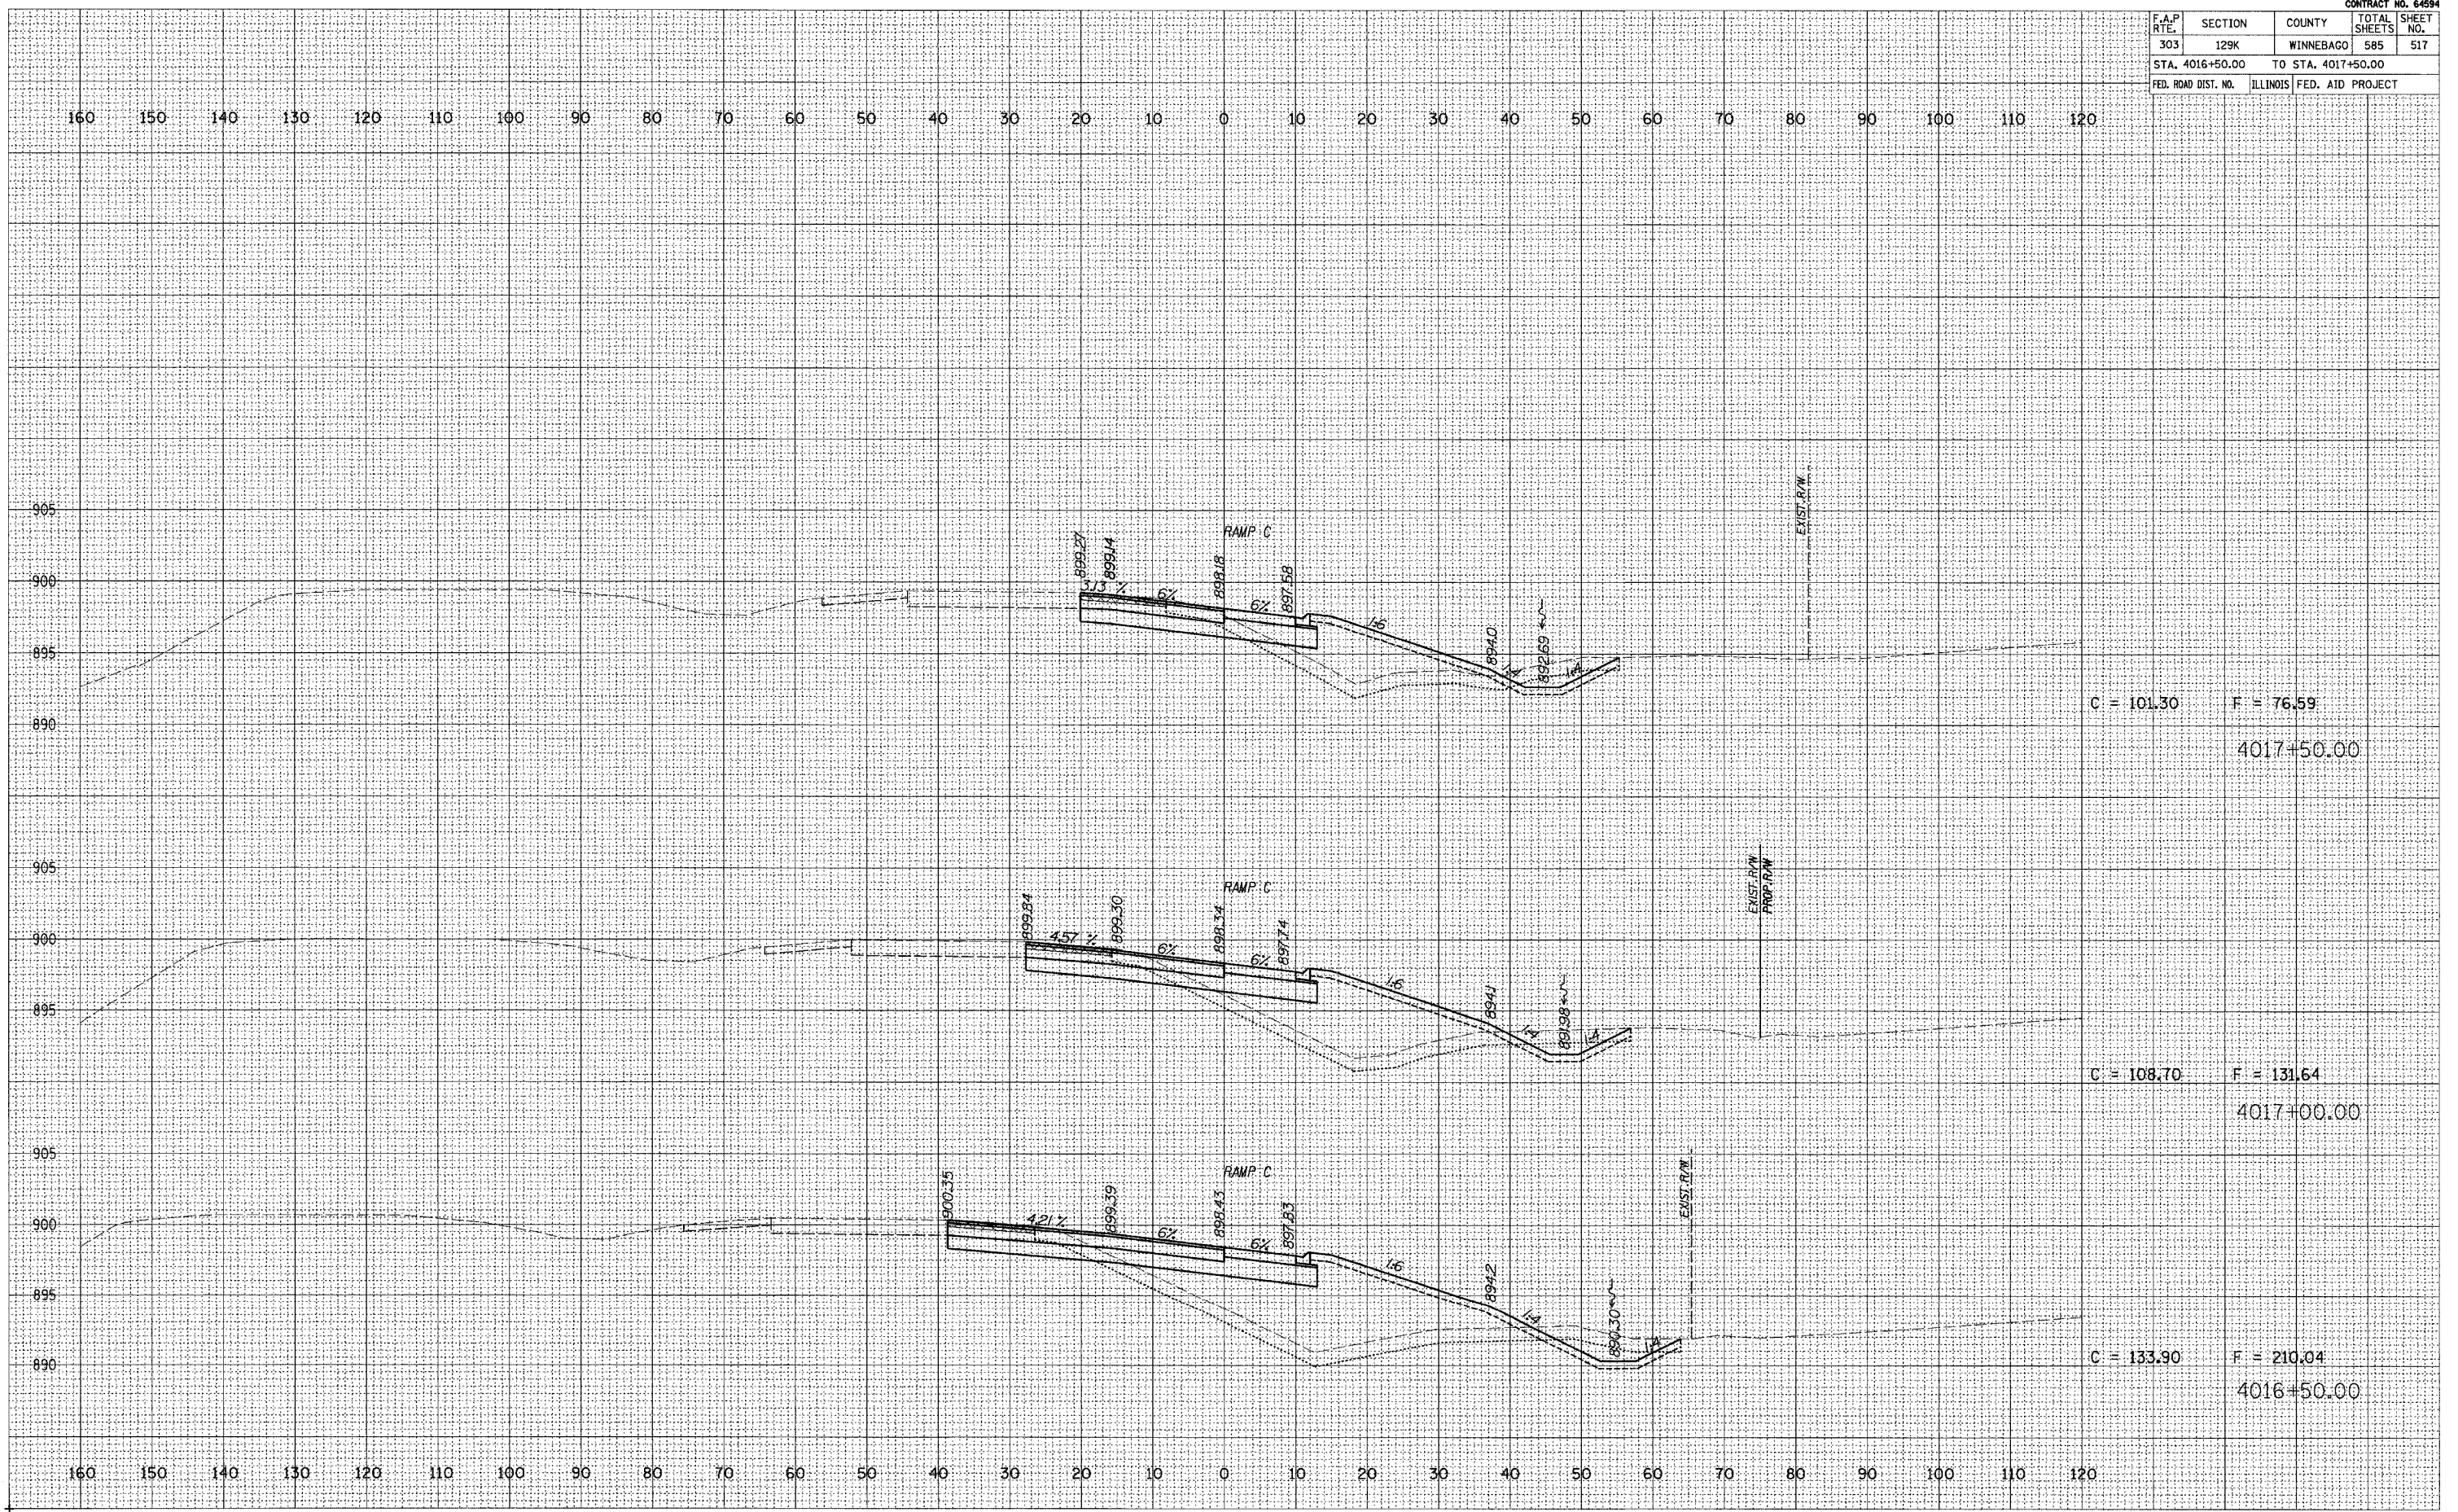 CONTRACT NO. 64594
F.A.P RTE. SECTION COUNTY TOTAL SHEETS SHEET NO.
303 129K WINNEBAGO 585 517
STA. 4016+50.00 TO STA. 4017+50.00
FED. ROAD DIST. NO. ILLINOIS FED. AID PROJECT
160 150 140 130 120 110 100 90 80 70 60 50 40 30 20 10 0 10 20 30 40 50 60 70 80 90 100 110 120
905
900
895
890
RAMP C
899.27
899.14
898.18
897.58
3.13 %
6%
6%
1:6
894.0
1:4
892.69
1:4
EXIST. R/W
C = 101.30 F = 76.59
4017+50.00
905
900
895
RAMP C
899.84
899.30
898.34
897.74
4.57 %
6%
6%
1:6
894.1
1:4
891.98
1:4
EXIST. R/W
PROP. R/W
C = 108.70 F = 131.64
4017+00.00
905
900
895
890
RAMP C
900.35
899.39
898.43
897.83
4.21 %
6%
6%
1:6
894.2
1:4
890.30
1:4
EXIST. R/W
C = 133.90 F = 210.04
4016+50.00
160 150 140 130 120 110 100 90 80 70 60 50 40 30 20 10 0 10 20 30 40 50 60 70 80 90 100 110 120